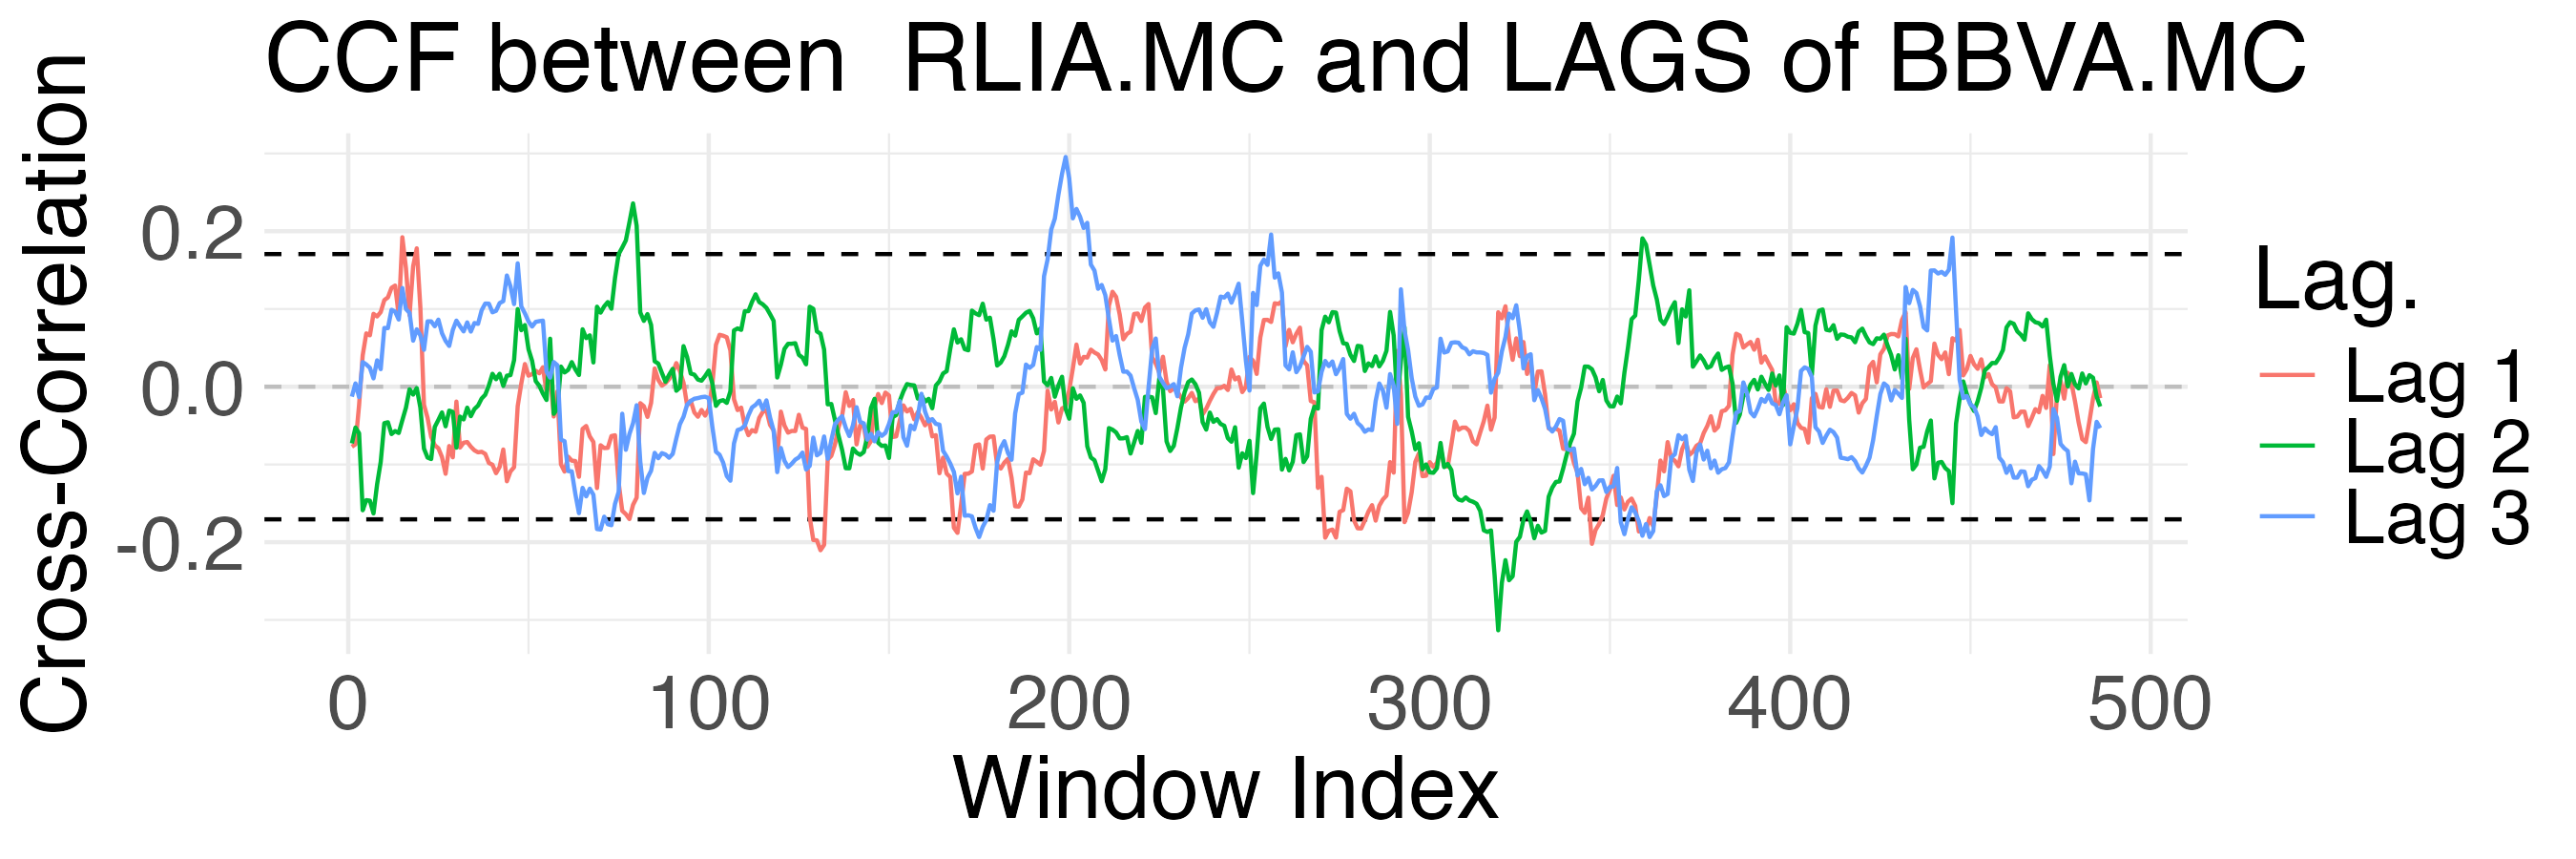 CCF between  RLIA.MC and LAGS of BBVA.MC
Cross-Correlation
0.2
0.0
-0.2
0 100 200 300 400 500
Window Index
Lag.
Lag 1
Lag 2
Lag 3